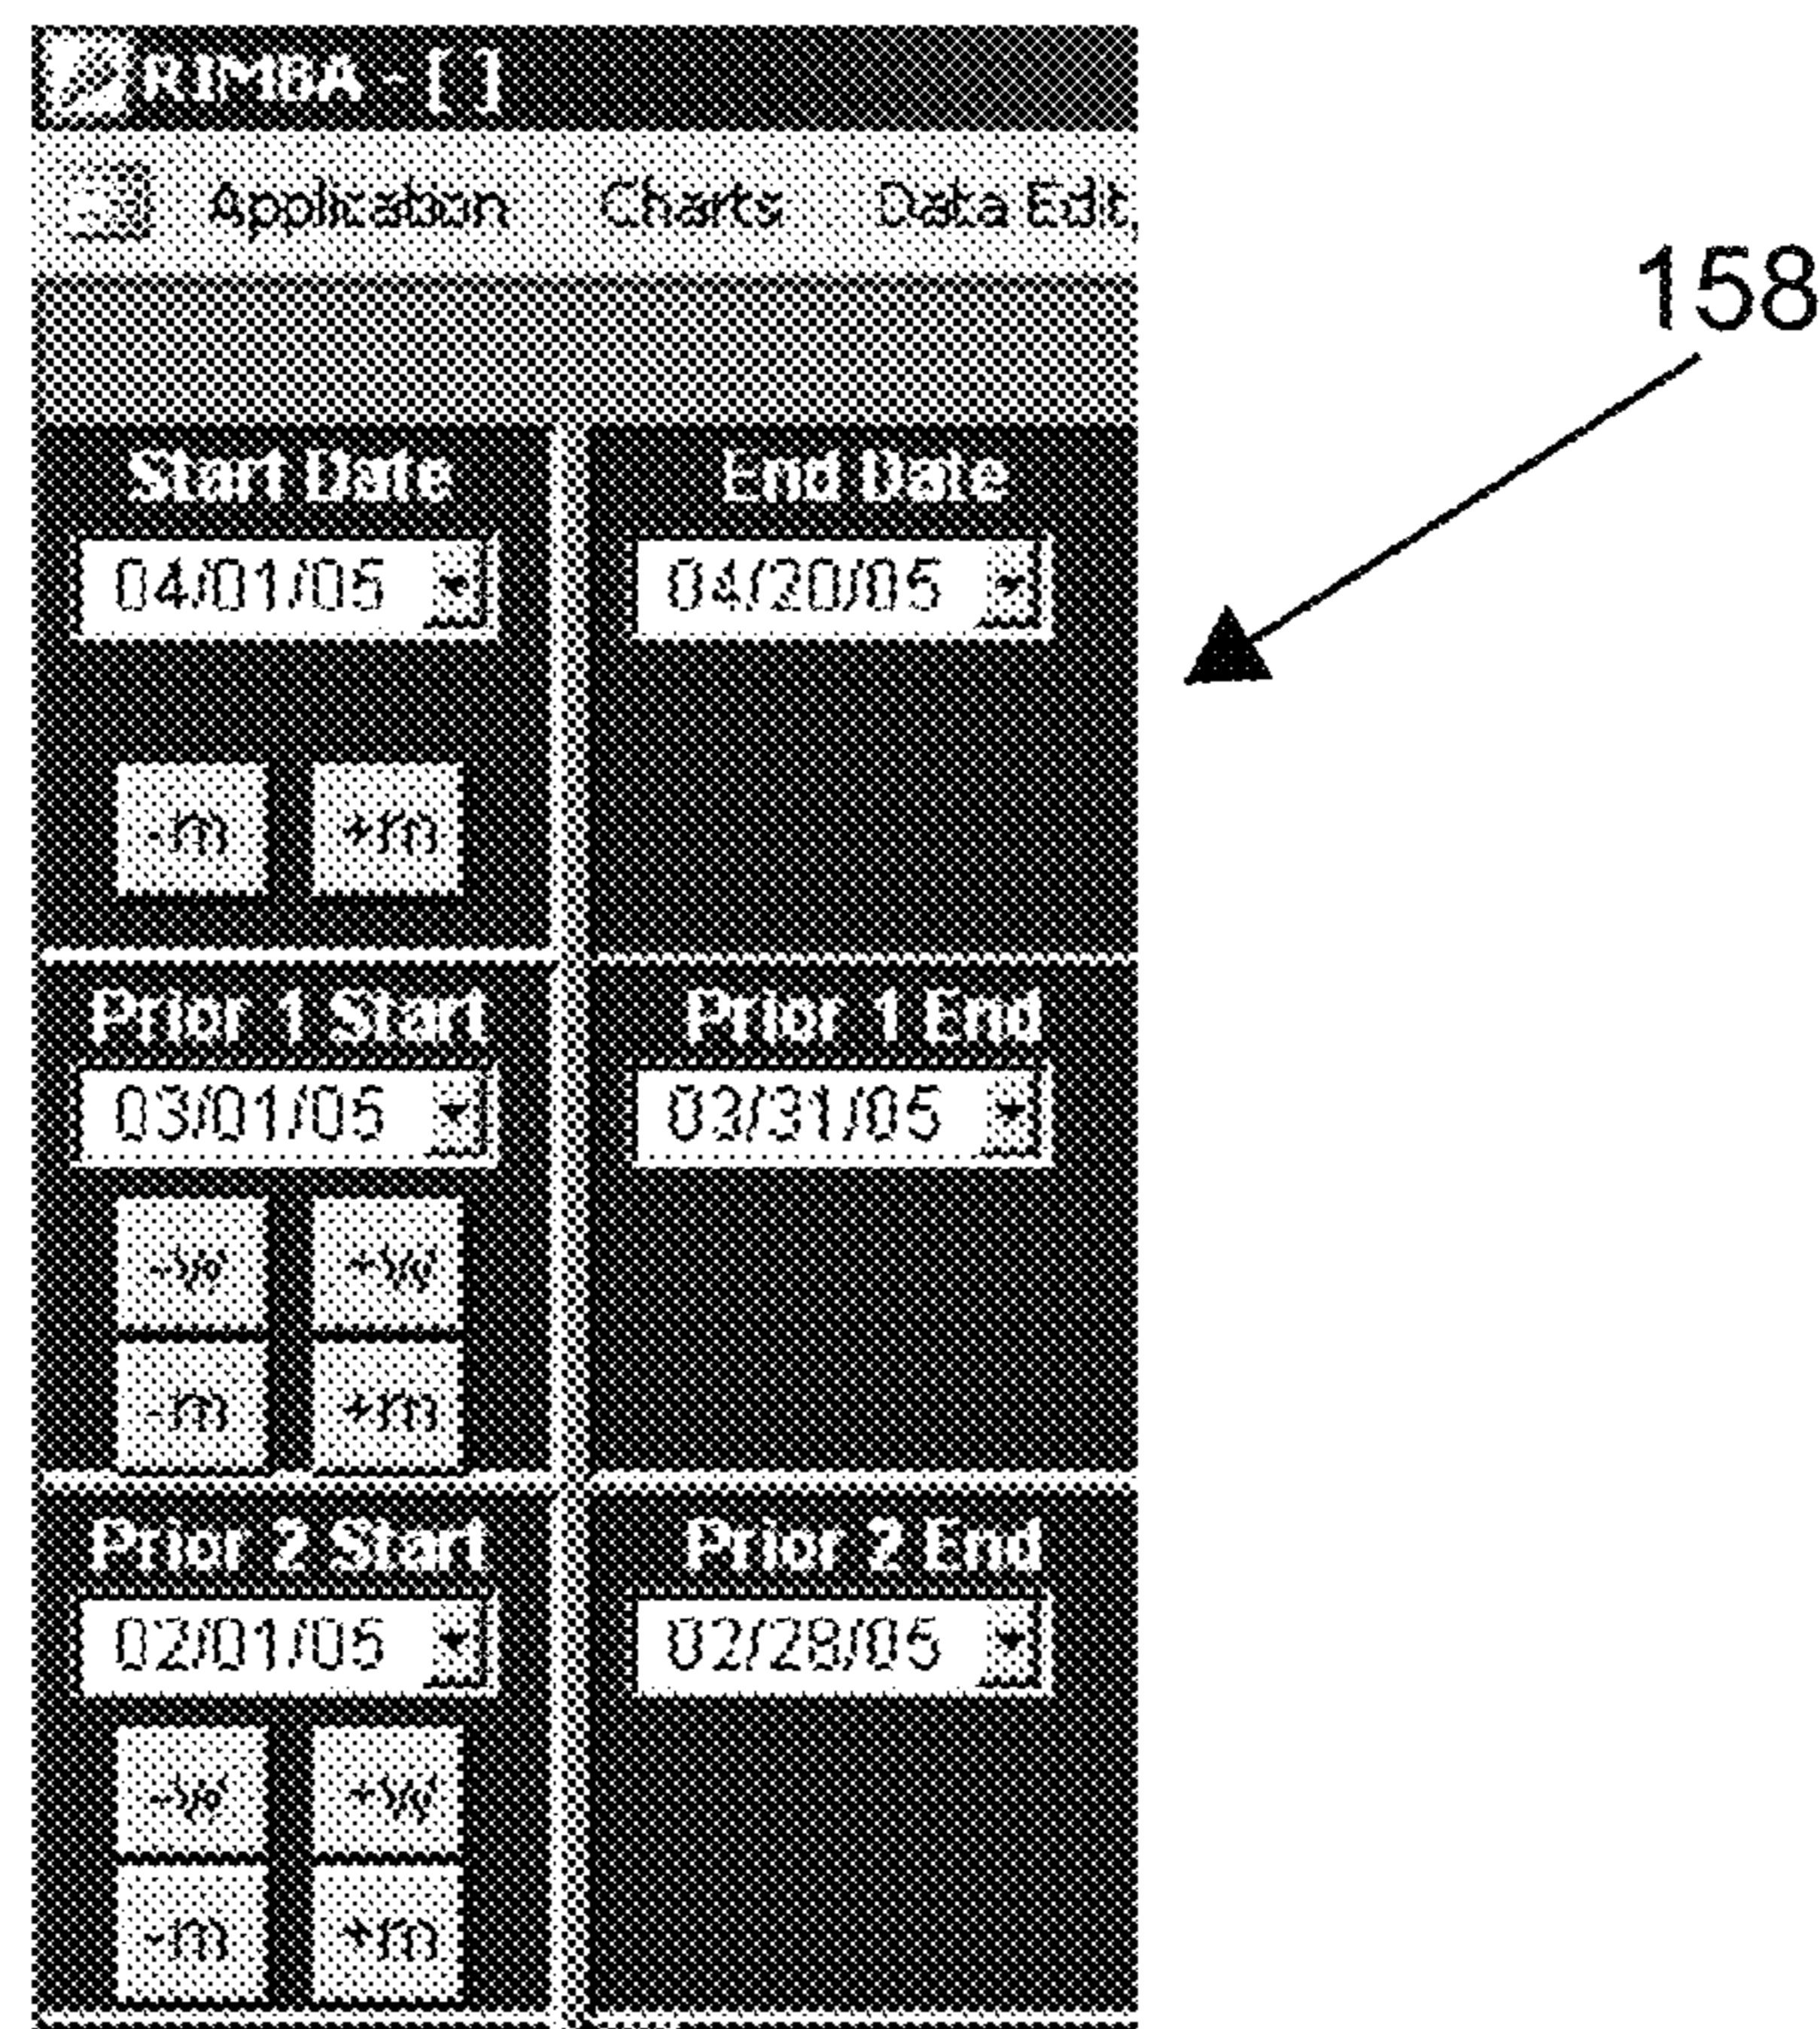 RIMBA - [ ]
Application Charts Data Edit
158
Start Date End Date
04/01/05 04/20/05
-m +m
Prior 1 Start Prior 1 End
03/01/05 03/31/05
-m +m
Prior 2 Start Prior 2 End
02/01/05 02/28/05
-m +m